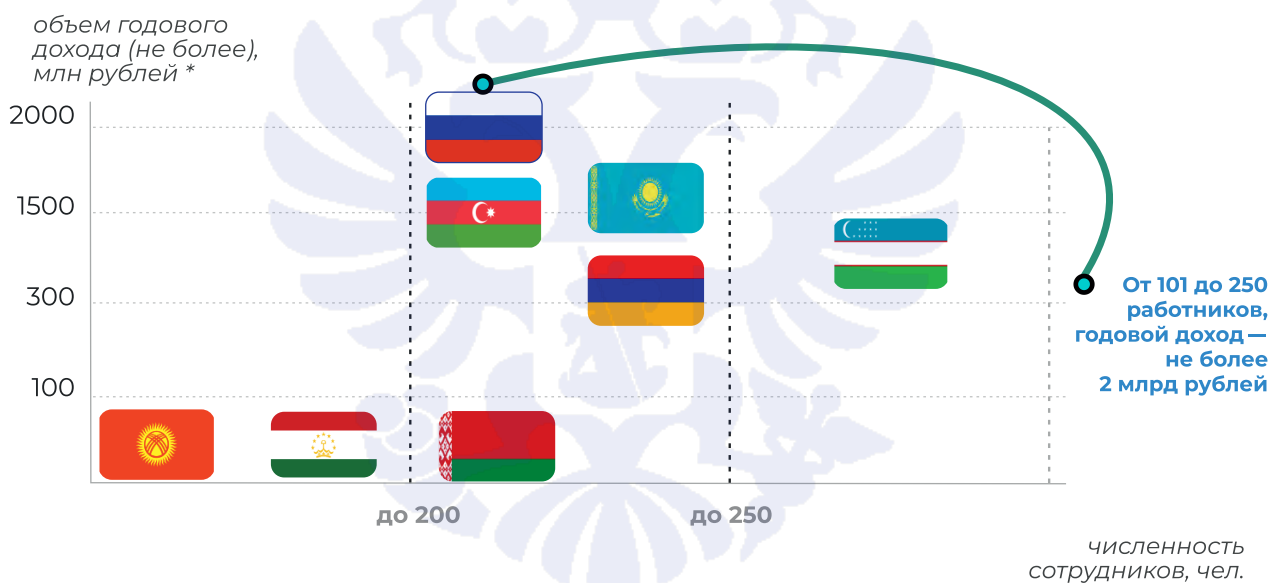 объем годового
дохода (не более),
млн рублей *
2000
1500
300
100
От 101 до 250
работников,
годовой доход —
не более
2 млрд рублей
до 200
до 250
численность
сотрудников, чел.